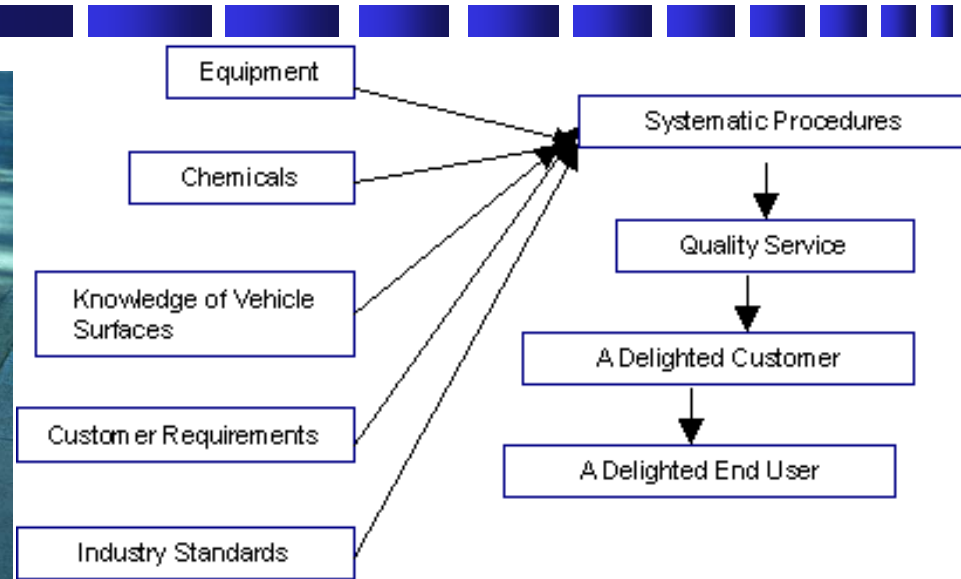 Equipment
Chemicals
Knowledge of Vehicle
Surfaces
Customer Requirements
Industry Standards
Systematic Procedures
Quality Service
A Delighted Customer
A Delighted End User